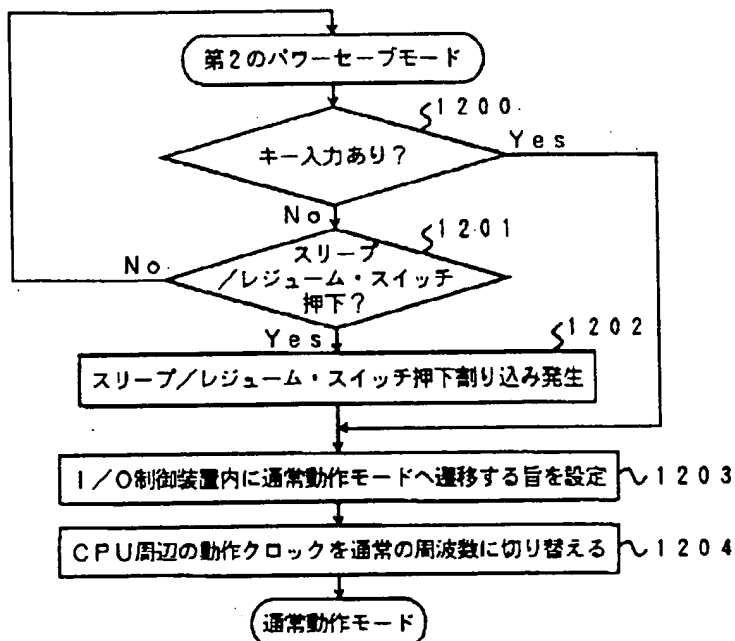 第2のパワーセーブモード
1200
キー入力あり?
Yes
No
1201
スリープ
/レジューム・スイッチ
押下?
No
Yes
1202
スリープ/レジューム・スイッチ押下割り込み発生
I/O制御装置内に通常動作モードへ遷移する旨を設定
1203
CPU周辺の動作クロックを通常の周波数に切り替える
1204
通常動作モード